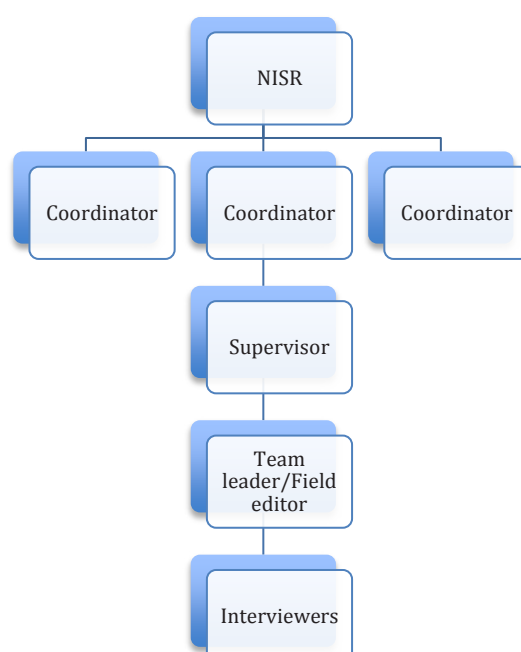 NISR
Coordinator
Coordinator
Coordinator
Supervisor
Team
leader/Field
editor
Interviewers